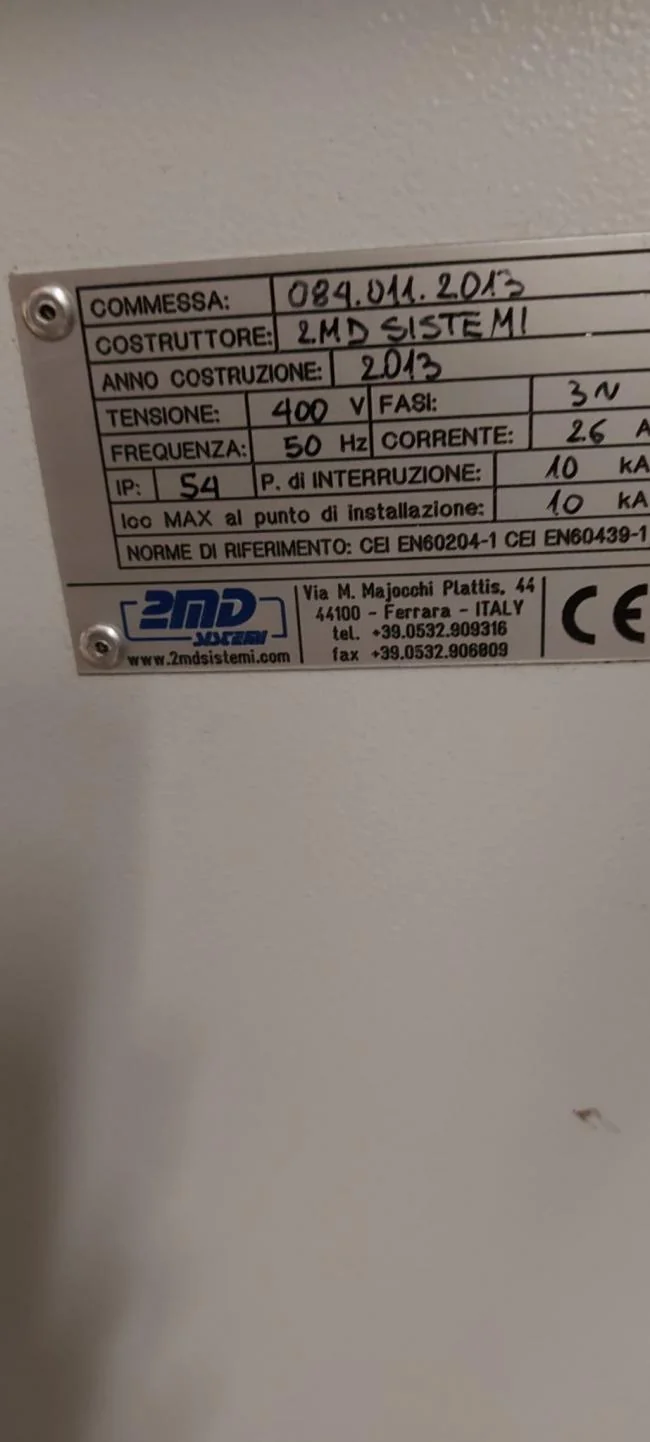 COMMESSA: 084.011.2013
COSTRUTTORE: 2MD SISTEMI
ANNO COSTRUZIONE: 2013
TENSIONE: 400 V FASI: 3N
FREQUENZA: 50 Hz CORRENTE: 26 A
IP: 54 P. di INTERRUZIONE: 10 kA
Icc MAX al punto di installazione: 10 kA
NORME DI RIFERIMENTO: CEI EN60204-1 CEI EN60439-1
2MD
SISTEMI
www.2mdsistemi.com
Via M. Majocchi Plattis, 44
44100 - Ferrara - ITALY
tel. +39.0532.909316
fax +39.0532.906809
CE